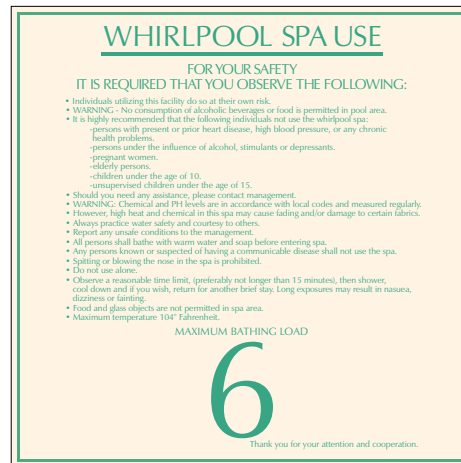 WHIRLPOOL SPA USE
FOR YOUR SAFETY
IT IS REQUIRED THAT YOU OBSERVE THE FOLLOWING:
• Individuals utilizing this facility do so at their own risk.
• WARNING - No consumption of alcoholic beverages or food is permitted in pool area.
• It is highly recommended that the following individuals not use the whirlpool spa:
-persons with present or prior heart disease, high blood pressure, or any chronic
health problems.
-persons under the influence of alcohol, stimulants or depressants.
-pregnant women.
-elderly persons.
-children under the age of 10.
-unsupervised children under the age of 15.
• Should you need any assistance, please contact management.
• WARNING: Chemical and PH levels are in accordance with local codes and measured regularly.
• However, high heat and chemical in this spa may cause fading and/or damage to certain fabrics.
• Always practice water safety and courtesy to others.
• Report any unsafe conditions to the management.
• All persons shall bathe with warm water and soap before entering spa.
• Any persons known or suspected of having a communicable disease shall not use the spa.
• Spitting or blowing the nose in the spa is prohibited.
• Do not use alone.
• Observe a reasonable time limit, (preferably not longer than 15 minutes), then shower,
cool down and if you wish, return for another brief stay. Long exposures may result in nasuea,
dizziness or fainting.
• Food and glass objects are not permitted in spa area.
• Maximum temperature 104° Fahrenheit.
MAXIMUM BATHING LOAD
6
Thank you for your attention and cooperation.